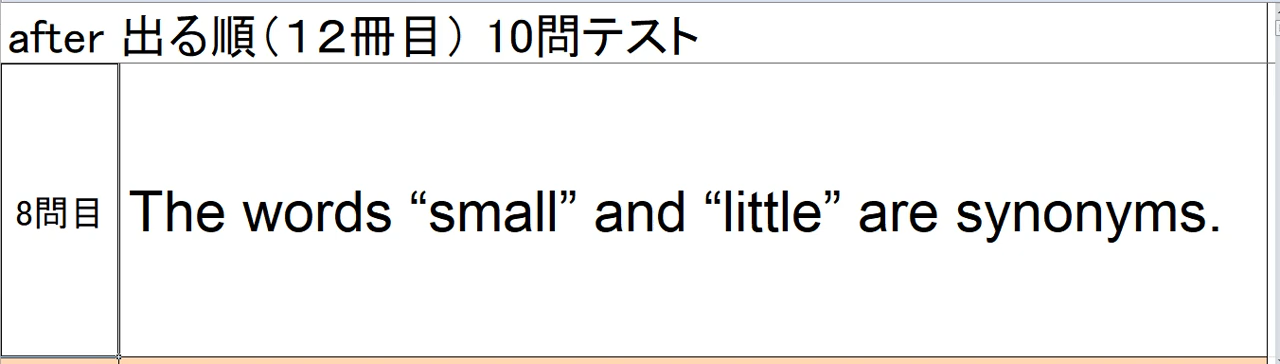 after 出る順（１２冊目） 10問テスト
8問目
The words “small” and “little” are synonyms.